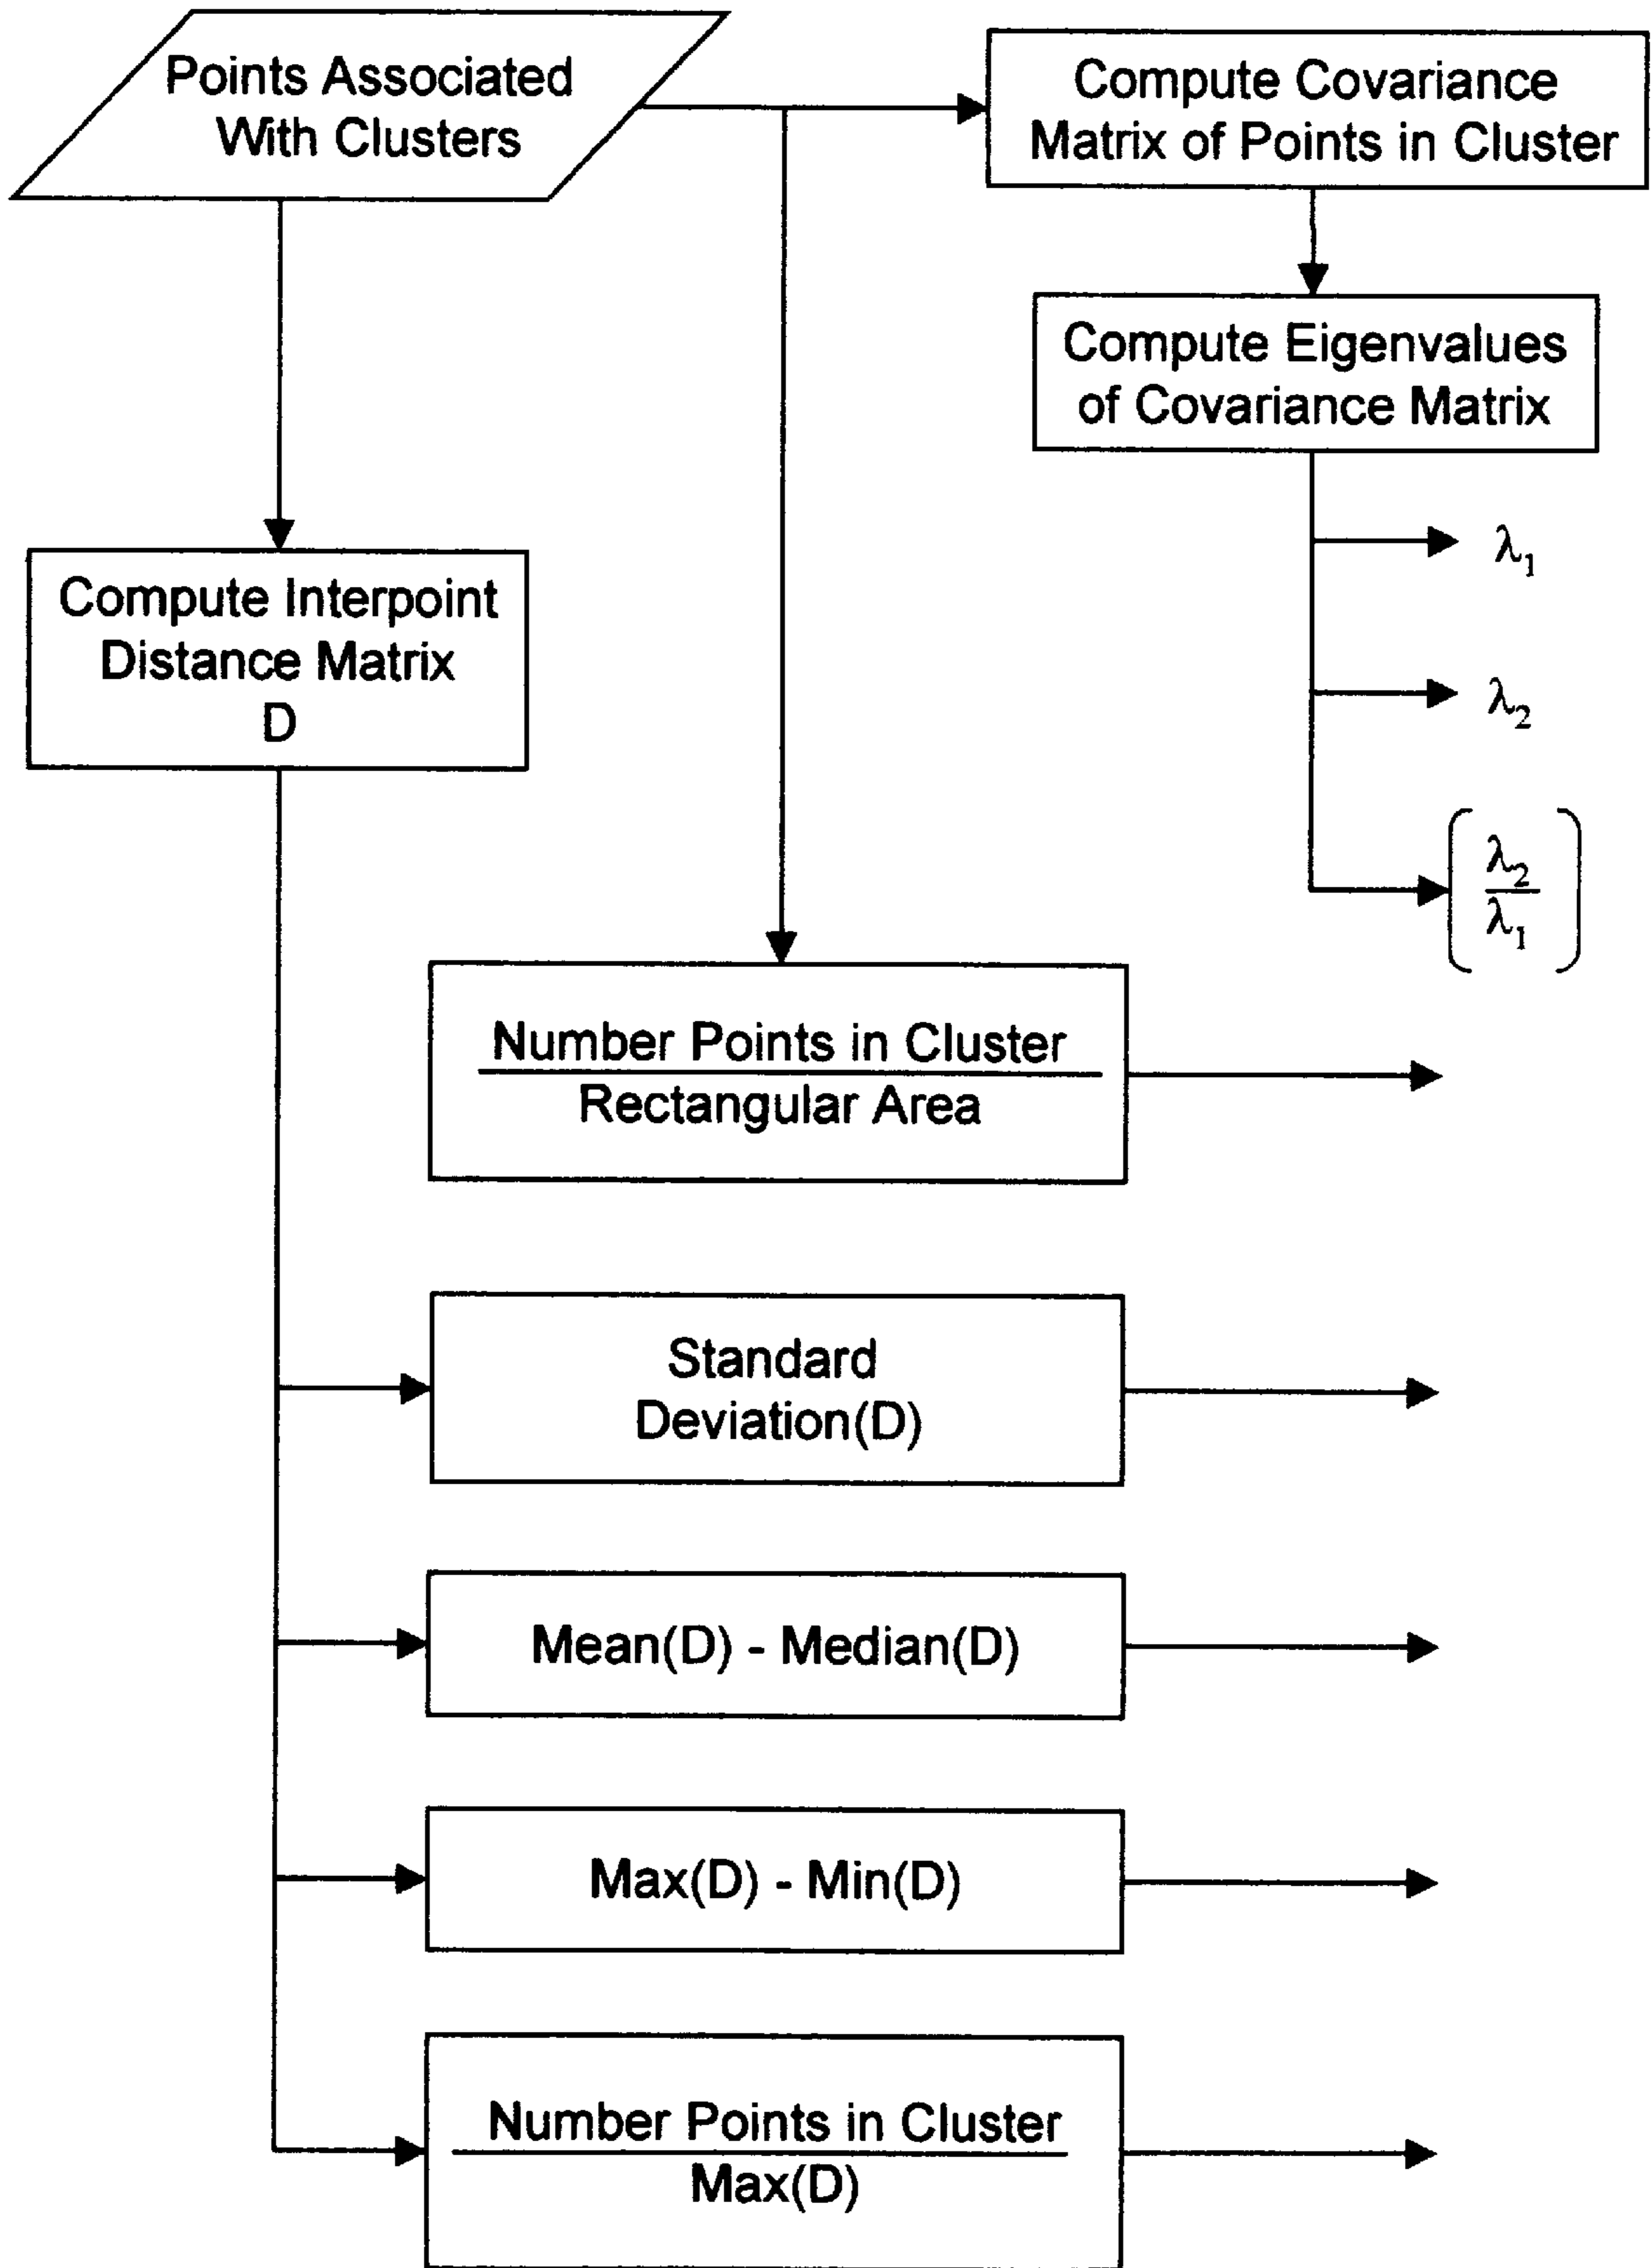 Points Associated
With Clusters
Compute Covariance
Matrix of Points in Cluster
Compute Eigenvalues
of Covariance Matrix
λ1
λ2
λ2
λ1
Compute Interpoint
Distance Matrix
D
Number Points in Cluster
Rectangular Area
Standard
Deviation(D)
Mean(D) - Median(D)
Max(D) - Min(D)
Number Points in Cluster
Max(D)